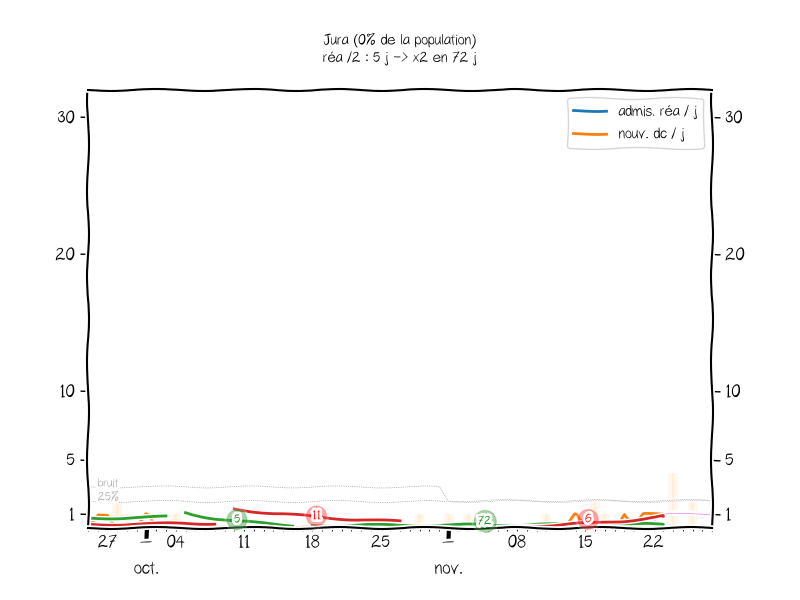 Jura (0% de la population)
réa /2 : 5 j -> x2 en 72 j
admis. réa / j
nouv. dc / j
30 30
20 20
10 10
5 5
bruit
25%
1 1
5 11 72 6
27 04 11 18 25 08 15 22
oct. nov.